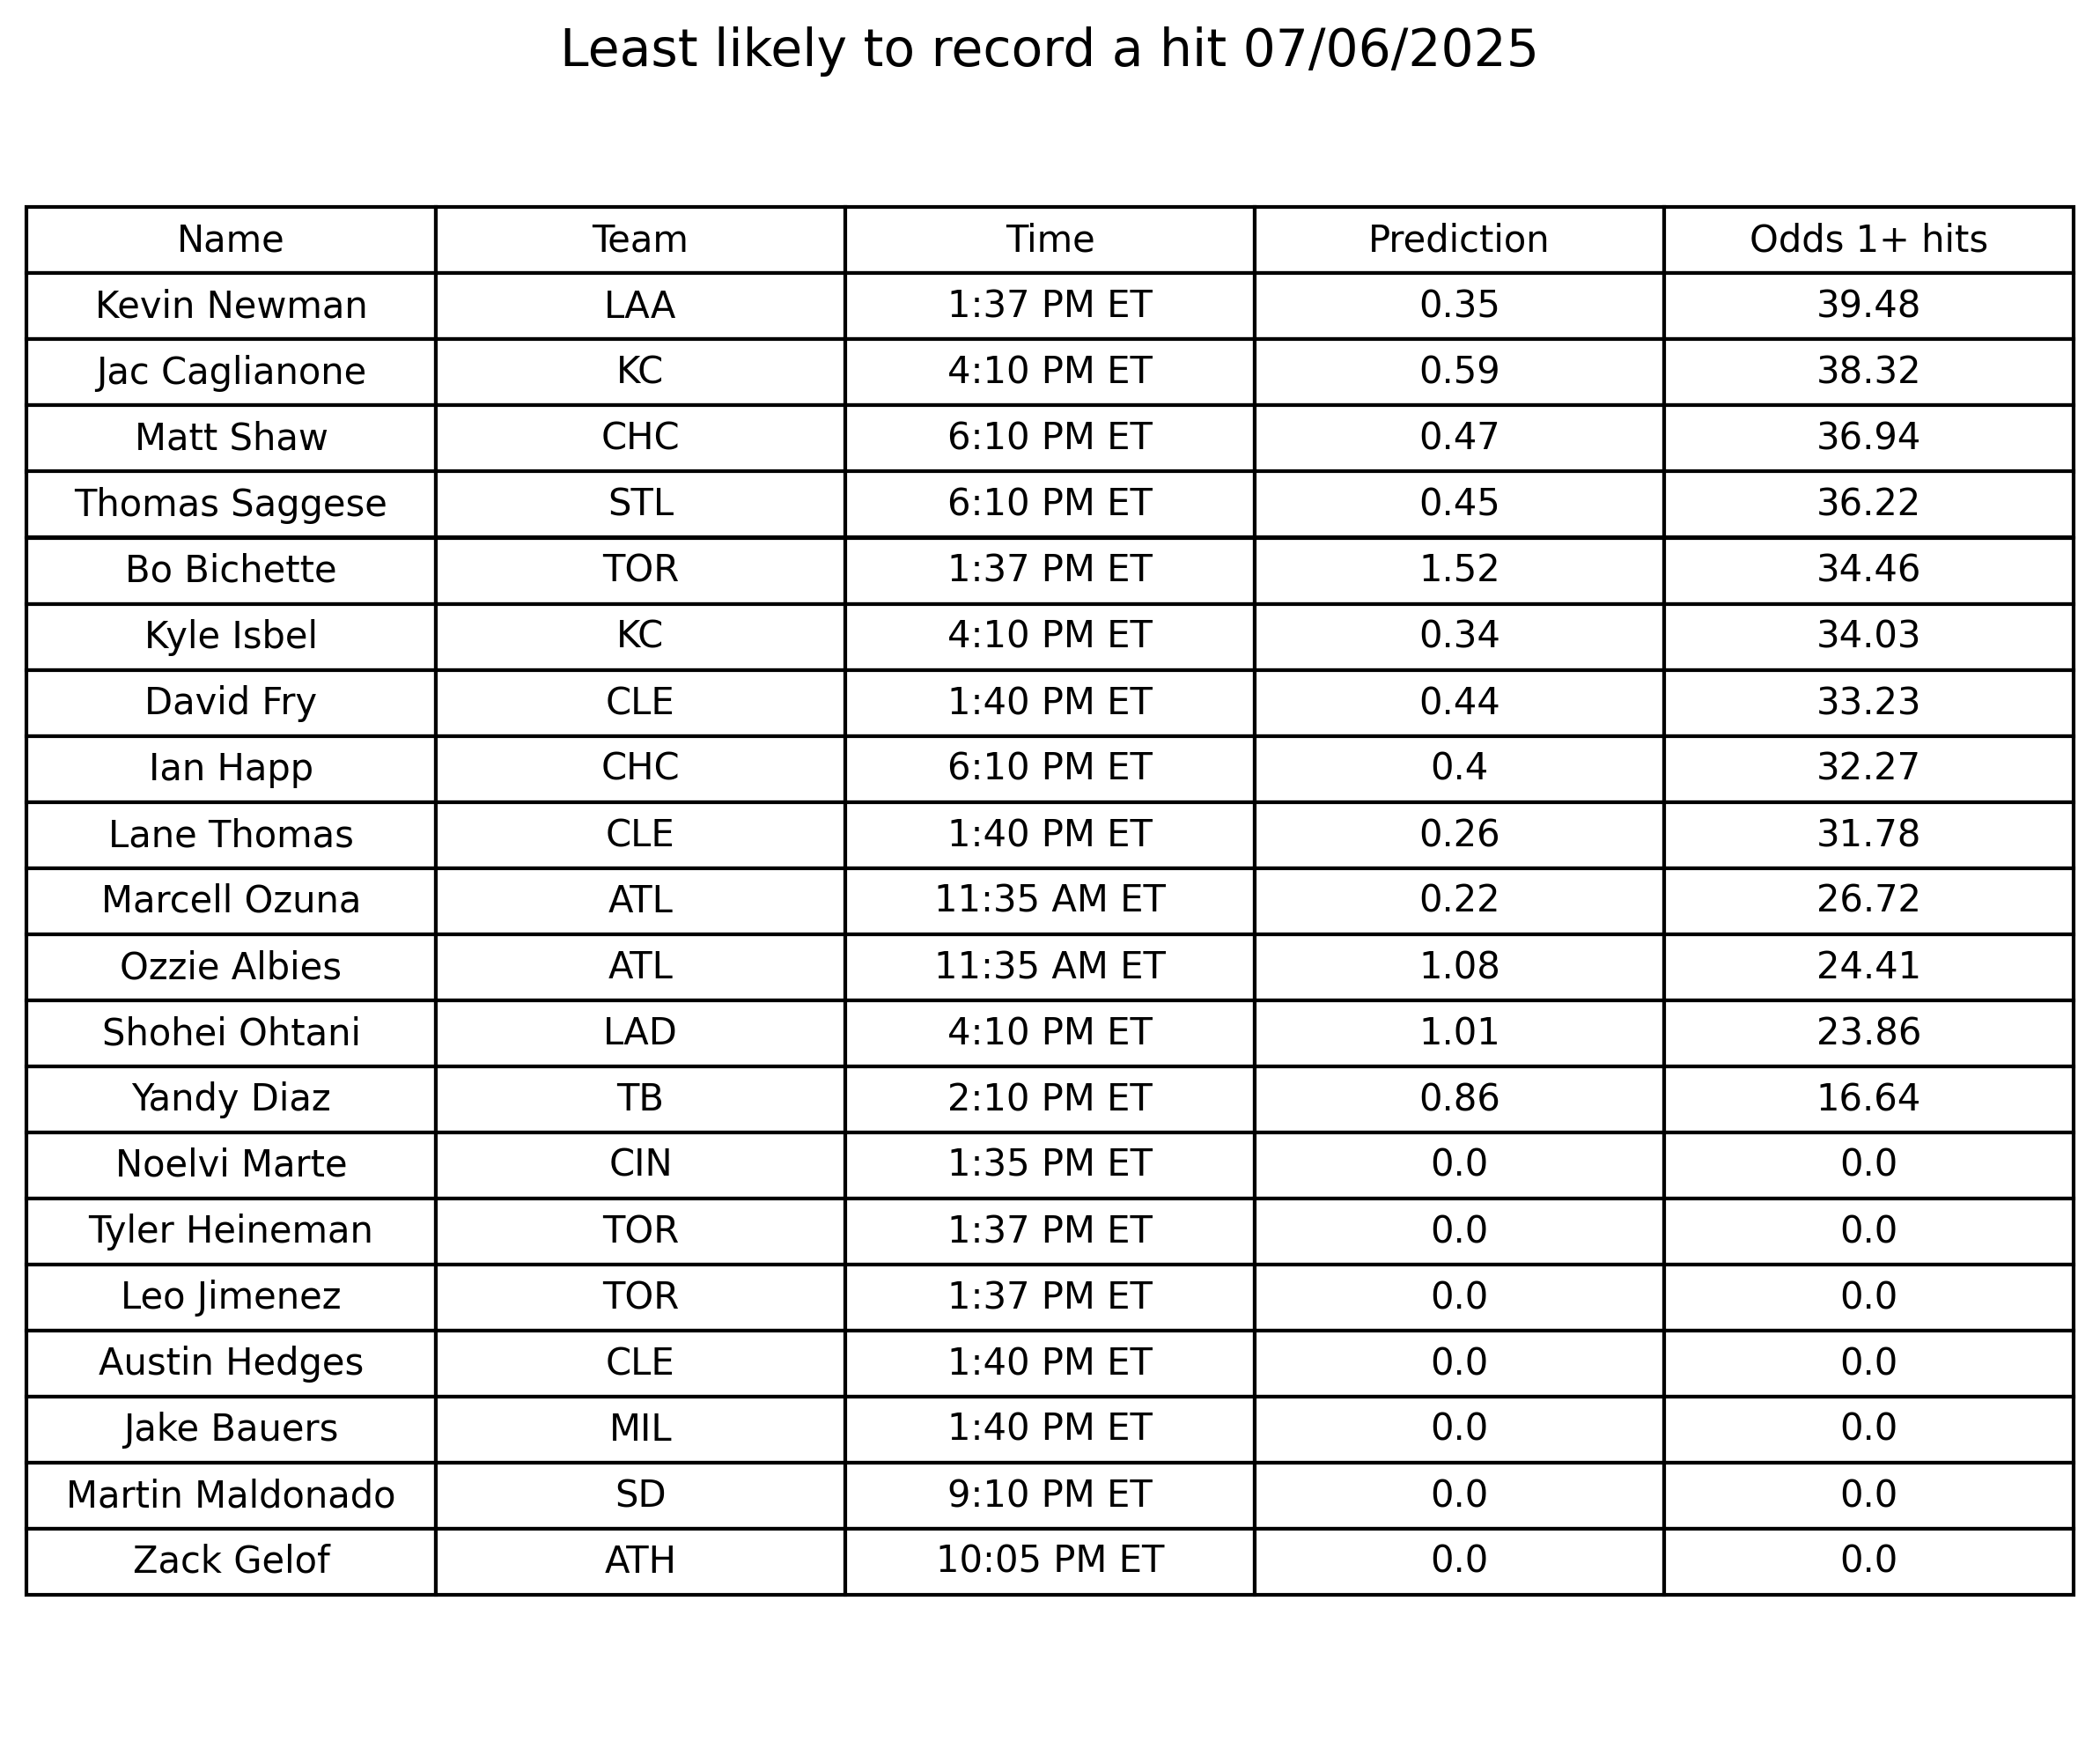 Least likely to record a hit 07/06/2025
Name Team Time Prediction Odds 1+ hits
Kevin Newman LAA 1:37 PM ET 0.35 39.48
Jac Caglianone KC 4:10 PM ET 0.59 38.32
Matt Shaw CHC 6:10 PM ET 0.47 36.94
Thomas Saggese STL 6:10 PM ET 0.45 36.22
Bo Bichette TOR 1:37 PM ET 1.52 34.46
Kyle Isbel KC 4:10 PM ET 0.34 34.03
David Fry CLE 1:40 PM ET 0.44 33.23
Ian Happ CHC 6:10 PM ET 0.4 32.27
Lane Thomas CLE 1:40 PM ET 0.26 31.78
Marcell Ozuna ATL 11:35 AM ET 0.22 26.72
Ozzie Albies ATL 11:35 AM ET 1.08 24.41
Shohei Ohtani LAD 4:10 PM ET 1.01 23.86
Yandy Diaz TB 2:10 PM ET 0.86 16.64
Noelvi Marte CIN 1:35 PM ET 0.0 0.0
Tyler Heineman TOR 1:37 PM ET 0.0 0.0
Leo Jimenez TOR 1:37 PM ET 0.0 0.0
Austin Hedges CLE 1:40 PM ET 0.0 0.0
Jake Bauers MIL 1:40 PM ET 0.0 0.0
Martin Maldonado SD 9:10 PM ET 0.0 0.0
Zack Gelof ATH 10:05 PM ET 0.0 0.0